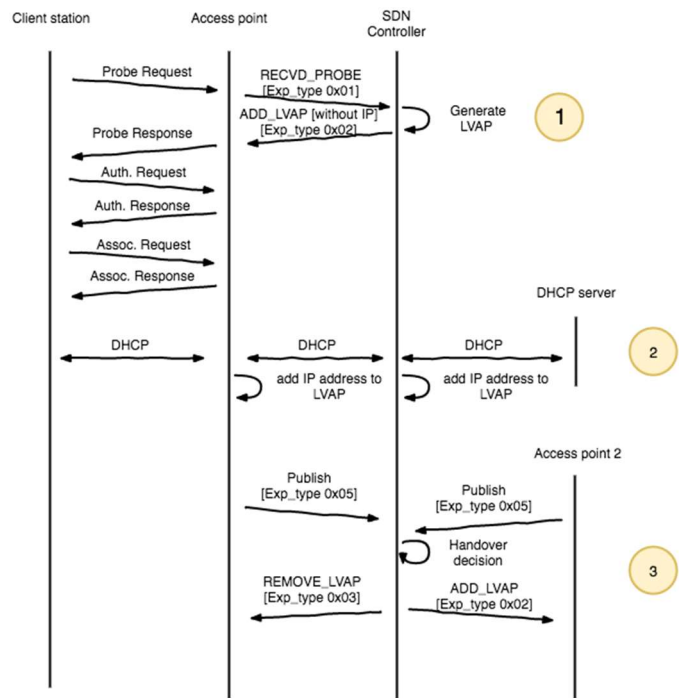 Client station
Access point
SDN
Controller
Probe Request
RECVD_PROBE
[Exp_type 0x01]
Generate
LVAP
1
ADD_LVAP [without IP]
[Exp_type 0x02]
Probe Response
Auth. Request
Auth. Response
Assoc. Request
Assoc. Response
DHCP server
DHCP
DHCP
DHCP
2
add IP address to
LVAP
add IP address to
LVAP
Access point 2
Publish
[Exp_type 0x05]
Publish
[Exp_type 0x05]
Handover
decision
3
REMOVE_LVAP
[Exp_type 0x03]
ADD_LVAP
[Exp_type 0x02]